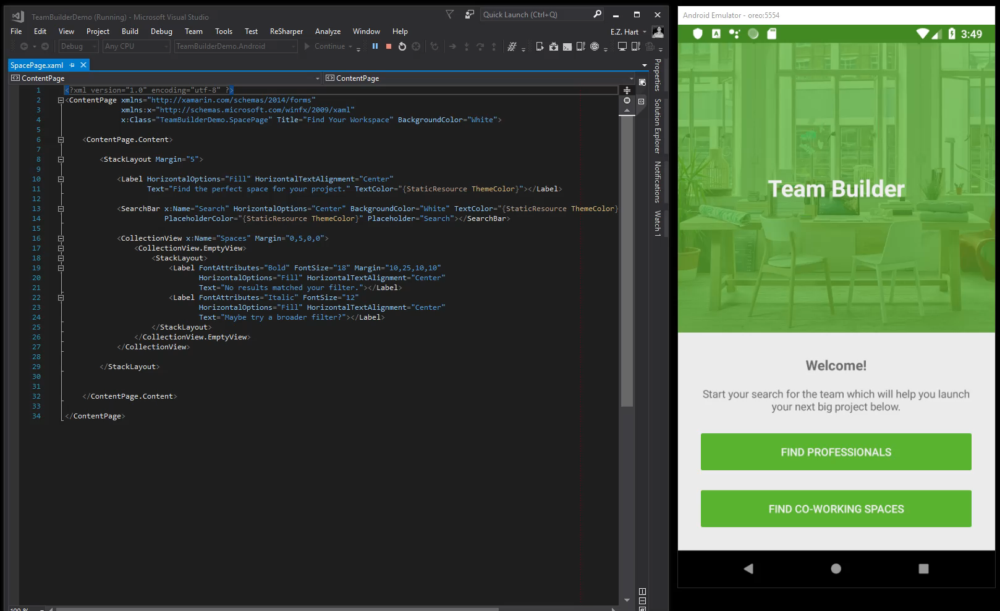 TeamBuilderDemo (Running) - Microsoft Visual Studio
Quick Launch (Ctrl+Q)
File Edit View Project Build Debug Team Tools Test ReSharper Analyze Window Help
E.Z. Hart
Debug Any CPU TeamBuilderDemo.Android Continue
SpacePage.xaml
ContentPage ContentPage
1 <?xml version="1.0" encoding="utf-8" ?>
2 <ContentPage xmlns="http://xamarin.com/schemas/2014/forms"
3 xmlns:x="http://schemas.microsoft.com/winfx/2009/xaml"
4 x:Class="TeamBuilderDemo.SpacePage" Title="Find Your Workspace" BackgroundColor="White">
5
6 <ContentPage.Content>
7
8 <StackLayout Margin="5">
9
10 <Label HorizontalOptions="Fill" HorizontalTextAlignment="Center"
11 Text="Find the perfect space for your project." TextColor="{StaticResource ThemeColor}"></Label>
12
13 <SearchBar x:Name="Search" HorizontalOptions="Center" BackgroundColor="White" TextColor="{StaticResource ThemeColor}
14 PlaceholderColor="{StaticResource ThemeColor}" Placeholder="Search"></SearchBar>
15
16 <CollectionView x:Name="Spaces" Margin="0,5,0,0">
17 <CollectionView.EmptyView>
18 <StackLayout>
19 <Label FontAttributes="Bold" FontSize="18" Margin="10,25,10,10"
20 HorizontalOptions="Fill" HorizontalTextAlignment="Center"
21 Text="No results matched your filter."></Label>
22 <Label FontAttributes="Italic" FontSize="12"
23 HorizontalOptions="Fill" HorizontalTextAlignment="Center"
24 Text="Maybe try a broader filter?"></Label>
25 </StackLayout>
26 </CollectionView.EmptyView>
27 </CollectionView>
28
29 </StackLayout>
30
31
32 </ContentPage.Content>
33
34 </ContentPage>
100 %
Properties
Solution Explorer
Notifications
Watch 1
Android Emulator - oreo:5554
A 3:49
Team Builder
Welcome!
Start your search for the team which will help you launch
your next big project below.
FIND PROFESSIONALS
FIND CO-WORKING SPACES